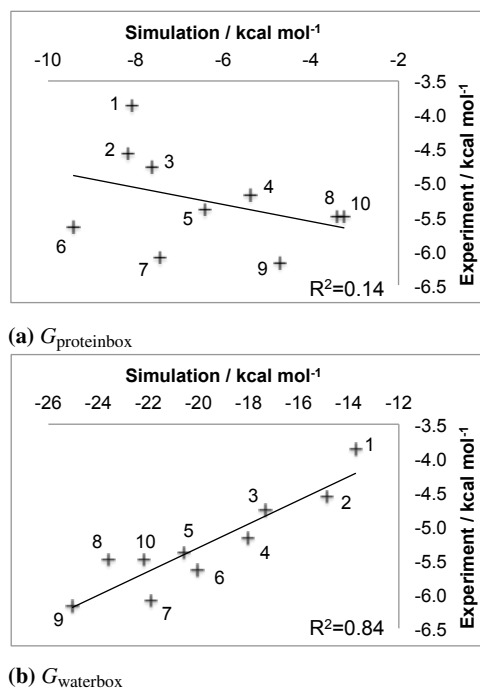 Simulation / kcal mol⁻¹
-10 -8 -6 -4 -2
-3.5
1
-4.0
2
3
-4.5
4
8 10
-5.0
5
-5.5
6
7
9
-6.0
R²=0.14
-6.5
Experiment / kcal mol⁻¹
(a) Gproteinbox
Simulation / kcal mol⁻¹
-26 -24 -22 -20 -18 -16 -14 -12
-3.5
1
-4.0
3
2
-4.5
8 10 5
4
-5.0
6
-5.5
9
7
-6.0
R²=0.84
-6.5
Experiment / kcal mol⁻¹
(b) Gwaterbox